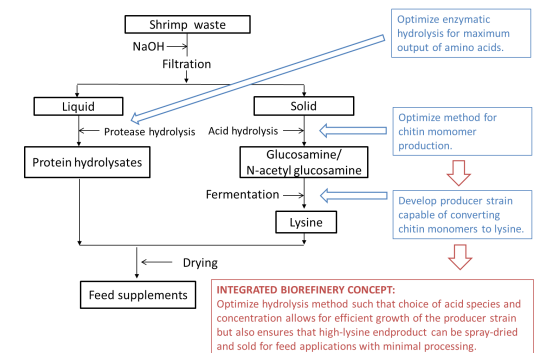 Shrimp waste
NaOH
Filtration
Optimize enzymatic
hydrolysis for maximum
output of amino acids.
Liquid
Solid
Protease hydrolysis
Acid hydrolysis
Optimize method for
chitin momomer
production.
Protein hydrolysates
Glucosamine/
N-acetyl glucosamine
Fermentation
Develop producer strain
capable of converting
chitin monomers to lysine.
Lysine
Drying
Feed supplements
INTEGRATED BIOREFINERY CONCEPT:
Optimize hydrolysis method such that choice of acid species and
concentration allows for efficient growth of the producer strain
but also ensures that high-lysine endproduct can be spray-dried
and sold for feed applications with minimal processing.